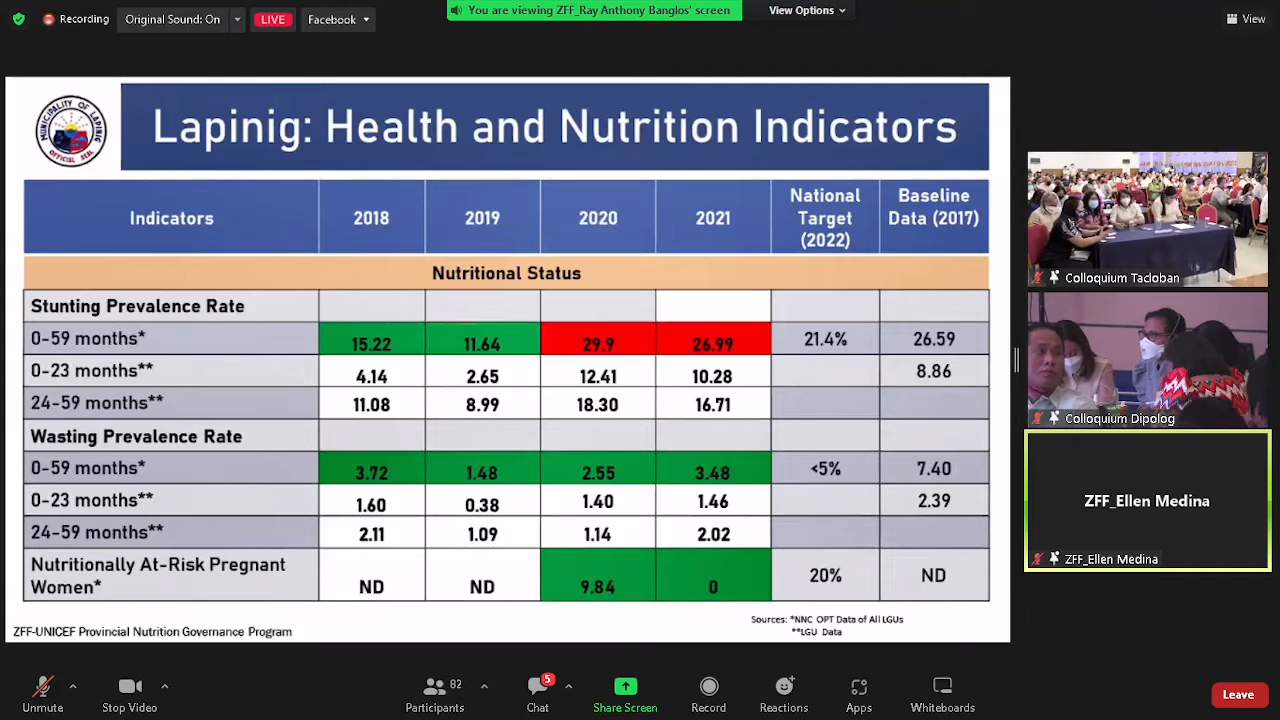 Recording
Original Sound: On
LIVE
Facebook
You are viewing ZFF_Ray Anthony Banglos' screen
View Options
View
MUNICIPALITY OF LAPINIG
OFFICIAL SEAL
Lapinig: Health and Nutrition Indicators
Indicators 2018 2019 2020 2021 National Target (2022) Baseline Data (2017)
Nutritional Status
Stunting Prevalence Rate
0-59 months* 15.22 11.64 29.9 26.99 21.4% 26.59
0-23 months** 4.14 2.65 12.41 10.28 8.86
24-59 months** 11.08 8.99 18.30 16.71
Wasting Prevalence Rate
0-59 months* 3.72 1.48 2.55 3.48 <5% 7.40
0-23 months** 1.60 0.38 1.40 1.46 2.39
24-59 months** 2.11 1.09 1.14 2.02
Nutritionally At-Risk Pregnant Women* ND ND 9.84 0 20% ND
Sources: *NNC OPT Data of All LGUs
**LGU Data
ZFF-UNICEF Provincial Nutrition Governance Program
Colloquium Tacloban
Colloquium Dipolog
ZFF_Ellen Medina
ZFF_Ellen Medina
Unmute
Stop Video
82
Participants
5
Chat
Share Screen
Record
Reactions
Apps
Whiteboards
Leave